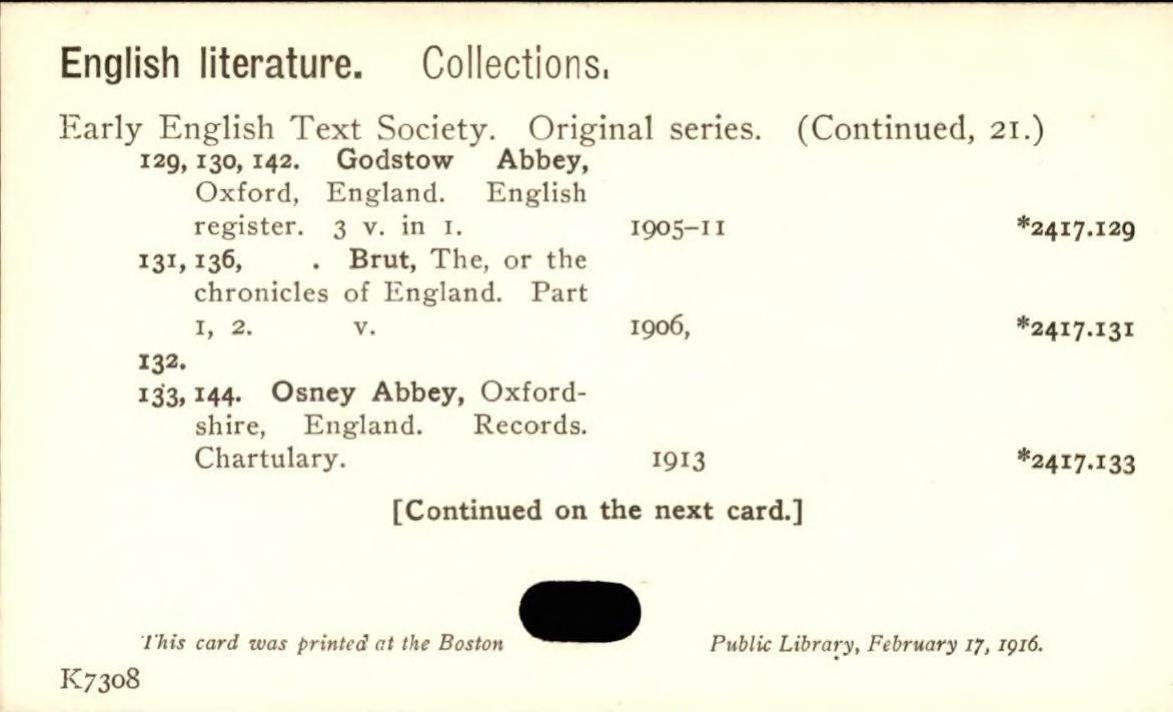 English literature. Collections.
Early English Text Society. Original series. (Continued, 21.)
129, 130, 142. Godstow Abbey,
Oxford, England. English
register. 3 v. in 1. 1905–11 *2417.129
131, 136, . Brut, The, or the
chronicles of England. Part
1, 2. v. 1906, *2417.131
132.
133, 144. Osney Abbey, Oxford-
shire, England. Records.
Chartulary. 1913 *2417.133
[Continued on the next card.]
This card was printed at the Boston Public Library, February 17, 1916.
K7308